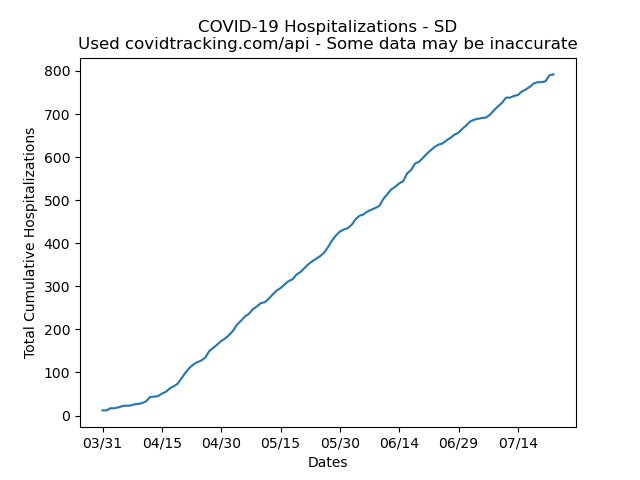 COVID-19 Hospitalizations - SD
Used covidtracking.com/api - Some data may be inaccurate
Total Cumulative Hospitalizations
800
700
600
500
400
300
200
100
0
03/31 04/15 04/30 05/15 05/30 06/14 06/29 07/14
Dates